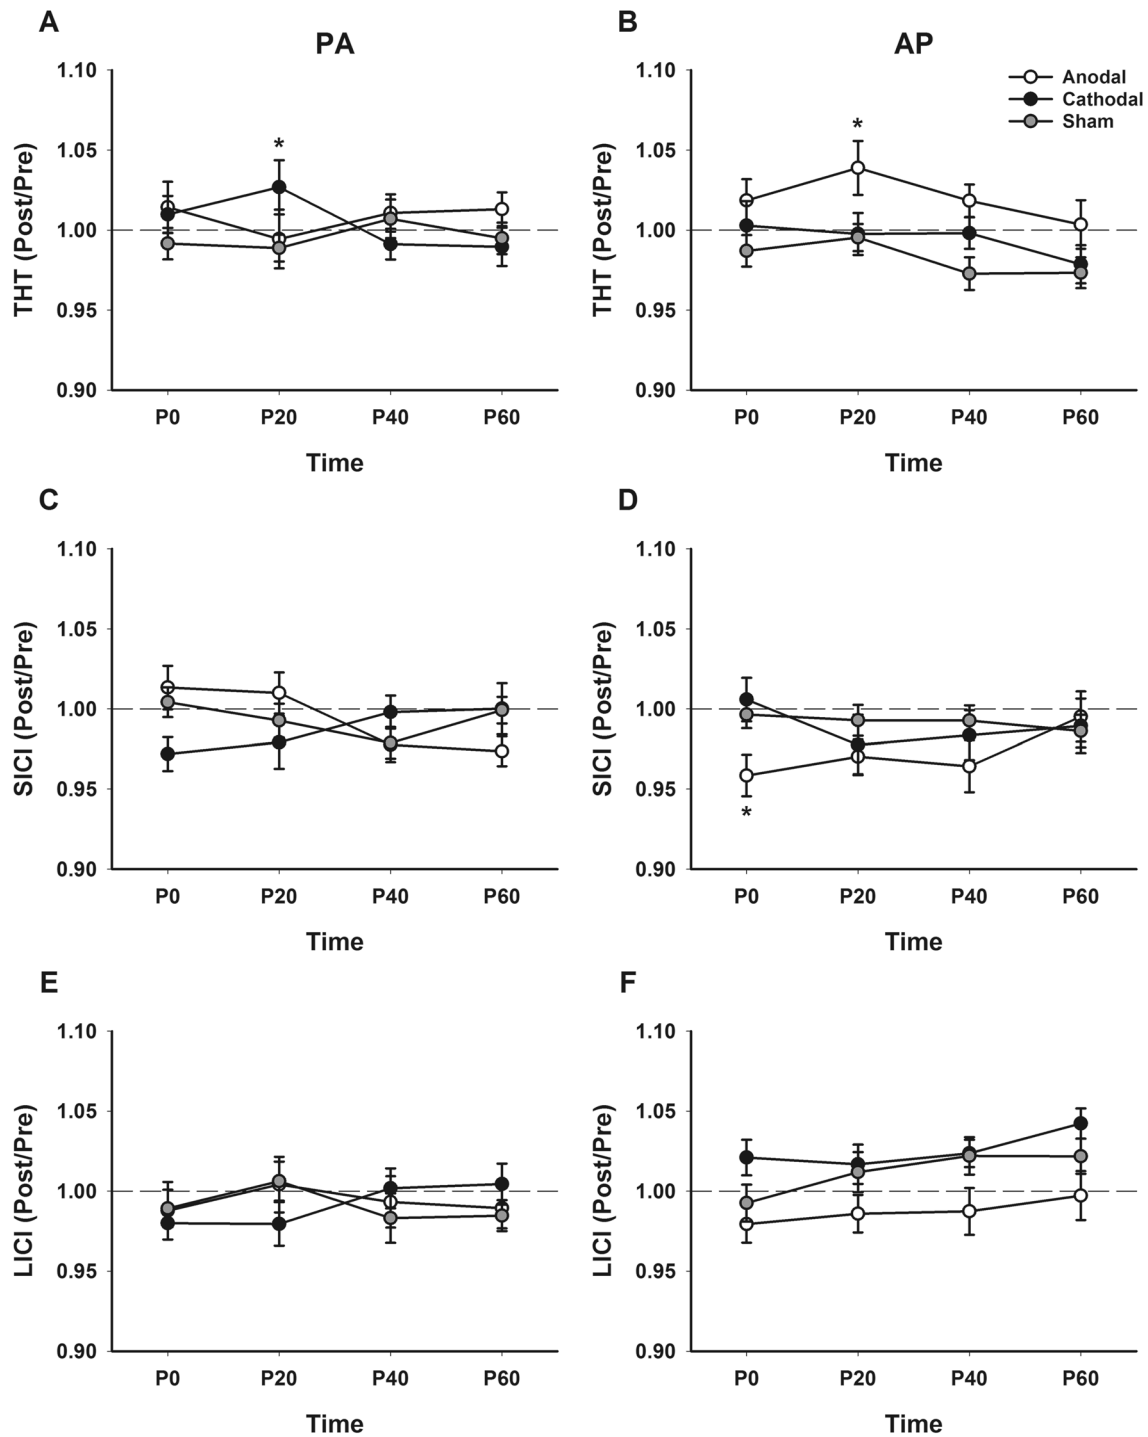 A
PA
THT (Post/Pre)
1.10
1.05
1.00
0.95
0.90
*
P0 P20 P40 P60
Time
B
AP
THT (Post/Pre)
1.10
1.05
1.00
0.95
0.90
*
Anodal
Cathodal
Sham
P0 P20 P40 P60
Time
C
SICI (Post/Pre)
1.10
1.05
1.00
0.95
0.90
P0 P20 P40 P60
Time
D
SICI (Post/Pre)
1.10
1.05
1.00
0.95
0.90
*
P0 P20 P40 P60
Time
E
LICI (Post/Pre)
1.10
1.05
1.00
0.95
0.90
P0 P20 P40 P60
Time
F
LICI (Post/Pre)
1.10
1.05
1.00
0.95
0.90
P0 P20 P40 P60
Time